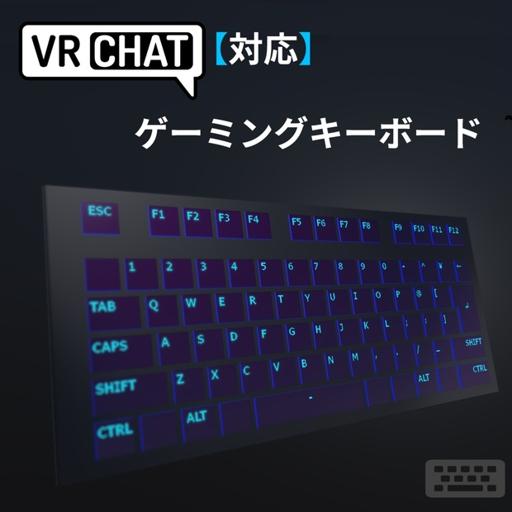 VR CHAT 【対応】
ゲーミングキーボード
ESC F1 F2 F3 F4 F5 F6 F7 F8 F9 F10 F11 F12
1 2 3 4 5 6 7 8 9 0 - ^ ¥ ←
TAB Q W E R T Y U I O P @ [
CAPS A S D F G H J K L ; : ]
SHIFT Z X C V B N M , . / _ SHIFT
CTRL ALT - ALT CTRL